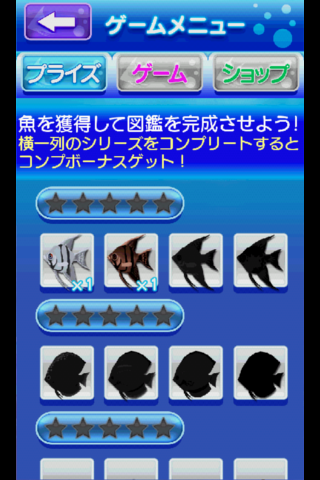 ゲームメニュー
プライズ ゲーム ショップ
魚を獲得して図鑑を完成させよう!
横一列のシリーズをコンプリートすると
コンプボーナスゲット!
×1 ×1